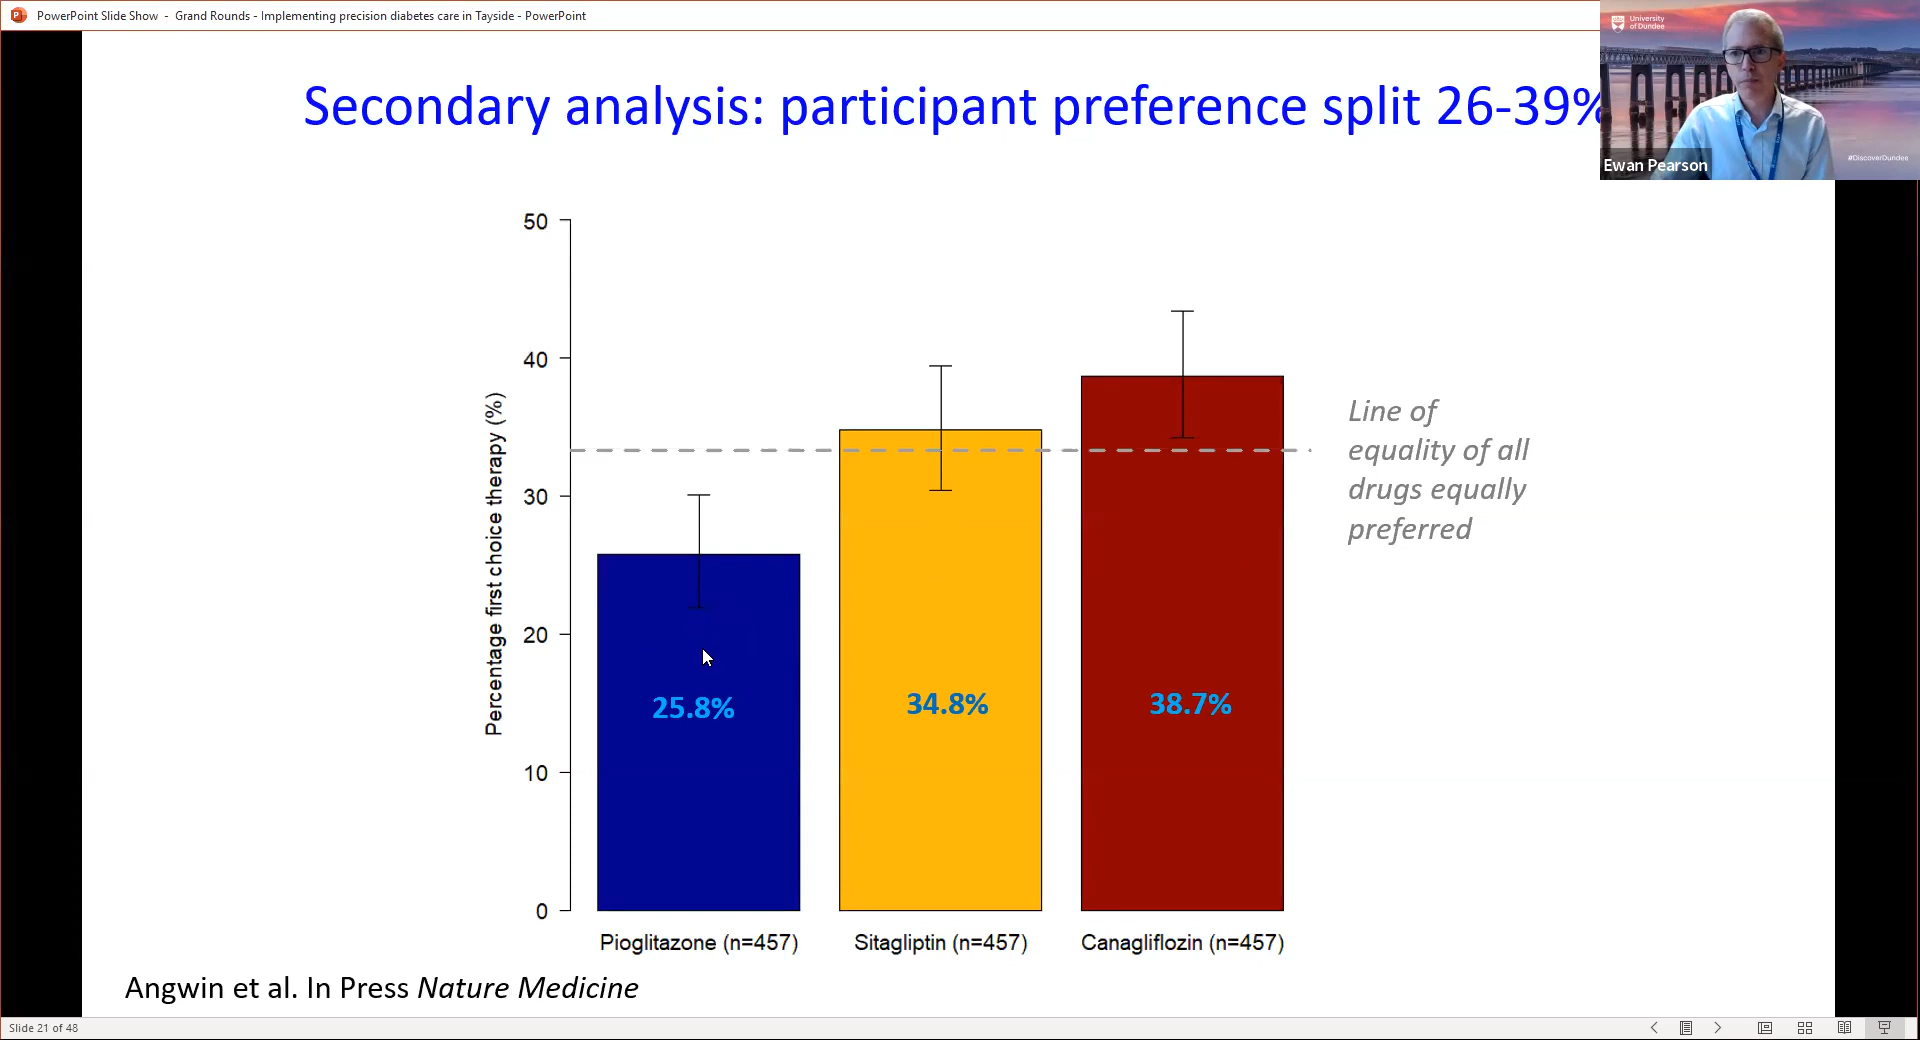 PowerPoint Slide Show - Grand Rounds - Implementing precision diabetes care in Tayside - PowerPoint
University
of Dundee
#DiscoverDundee
Ewan Pearson
Secondary analysis: participant preference split 26-39%
Percentage first choice therapy (%)
50
40
30
20
10
0
25.8%
34.8%
38.7%
Line of
equality of all
drugs equally
preferred
Pioglitazone (n=457)
Sitagliptin (n=457)
Canagliflozin (n=457)
Angwin et al. In Press Nature Medicine
Slide 21 of 48